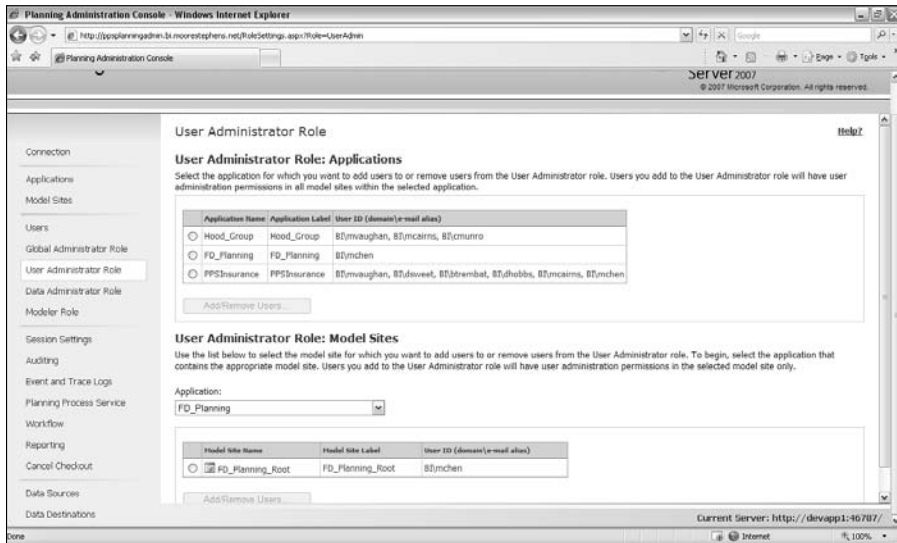 Planning Administration Console - Windows Internet Explorer
http://ppsplanningadmin.bi.moorestephens.net/RoleSettings.aspx?Role=UserAdmin
Google
Planning Administration Console
Page
Tools
Server 2007
© 2007 Microsoft Corporation. All rights reserved.
User Administrator Role
Help?
Connection
Applications
Model Sites
Users
Global Administrator Role
User Administrator Role
Data Administrator Role
Modeler Role
Session Settings
Auditing
Event and Trace Logs
Planning Process Service
Workflow
Reporting
Cancel Checkout
Data Sources
Data Destinations
User Administrator Role: Applications
Select the application for which you want to add users to or remove users from the User Administrator role. Users you add to the User Administrator role will have user
administration permissions in all model sites within the selected application.
Application Name Application Label User ID (domain\e-mail alias)
Hood_Group Hood_Group BI\mvaughan, BI\mcairns, BI\cmunro
FD_Planning FD_Planning BI\mchen
PPSInsurance PPSInsurance BI\mvaughan, BI\dsweet, BI\btrembat, BI\dhobbs, BI\mcairns, BI\mchen
Add/Remove Users...
User Administrator Role: Model Sites
Use the list below to select the model site for which you want to add users to or remove users from the User Administrator role. To begin, select the application that
contains the appropriate model site. Users you add to the User Administrator role will have user administration permissions in the selected model site only.
Application:
FD_Planning
Model Site Name Model Site Label User ID (domain\e-mail alias)
FD_Planning_Root FD_Planning_Root BI\mchen
Add/Remove Users...
Current Server: http://devapp1:46787/
Done
Internet
100%